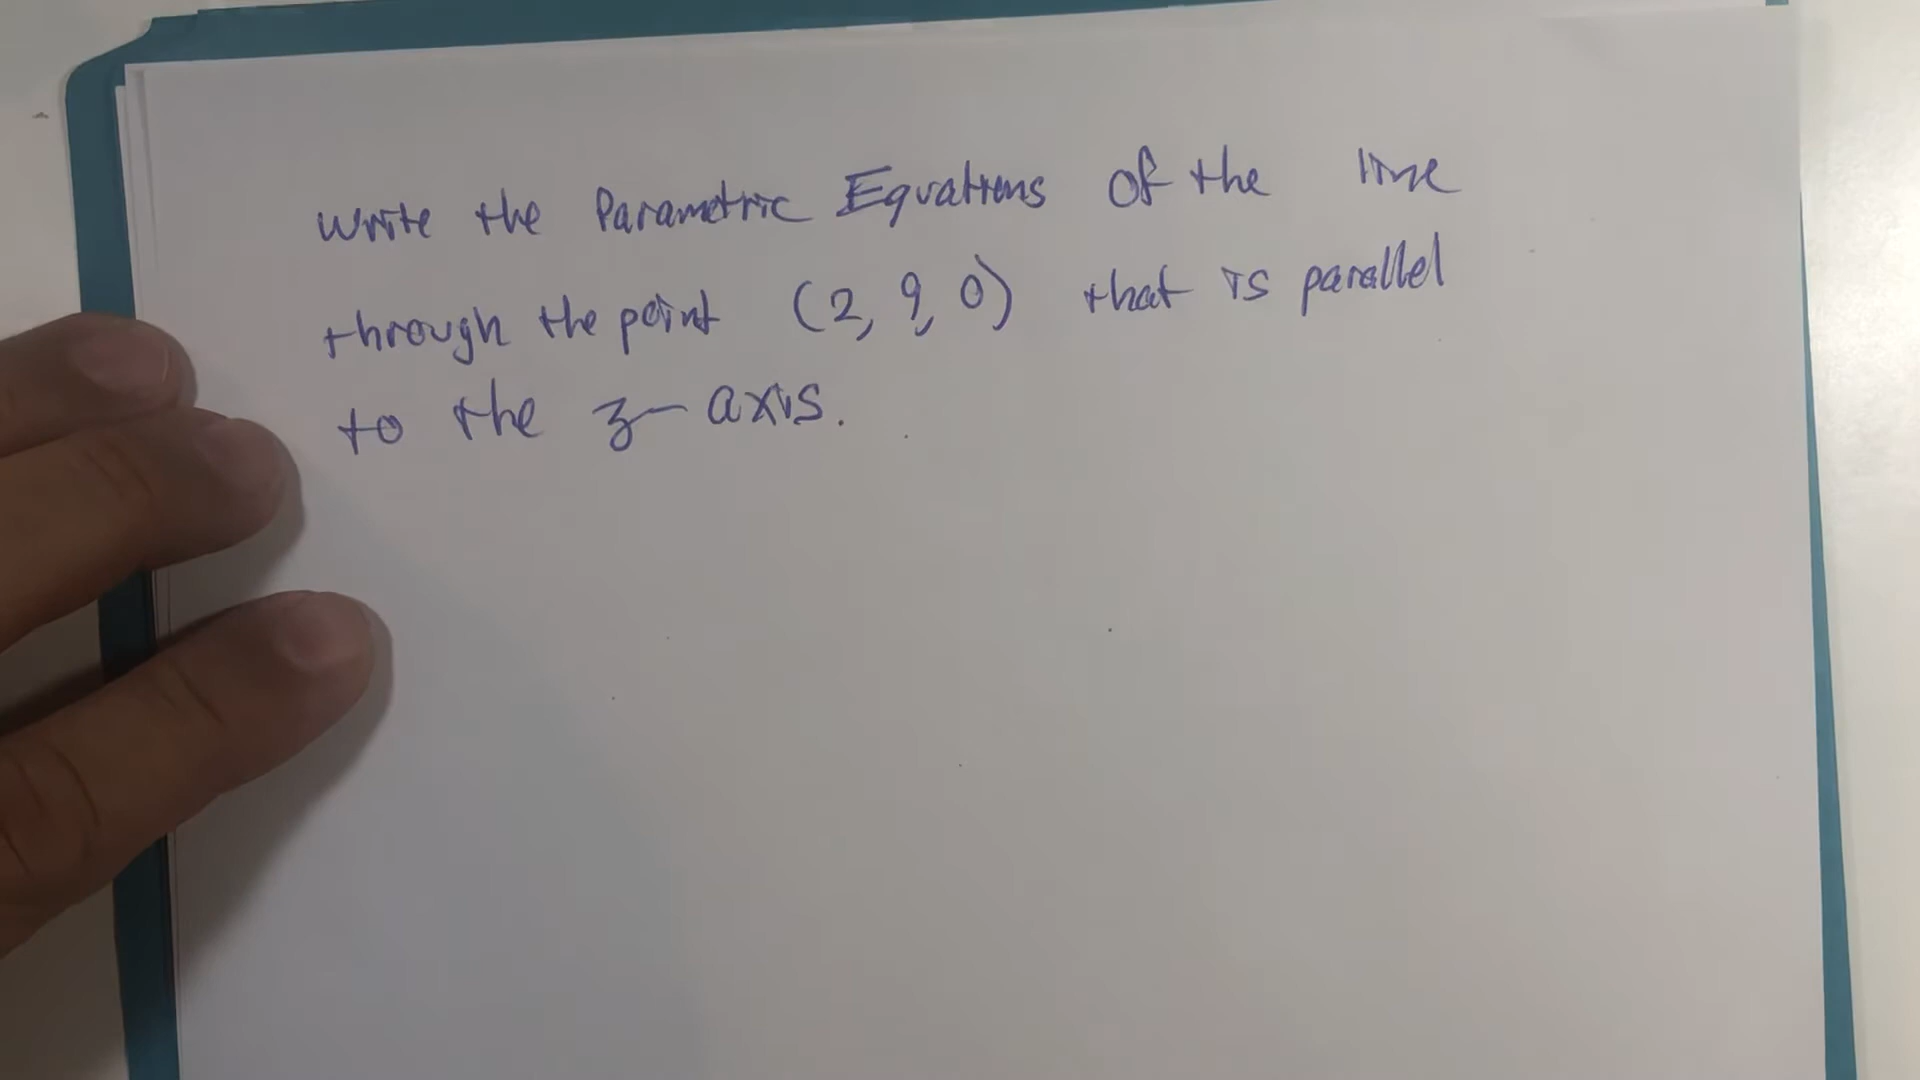 Write the Parametric Equations Of the line
through the point (2, 9, 0) that is parallel
to the z-axis.